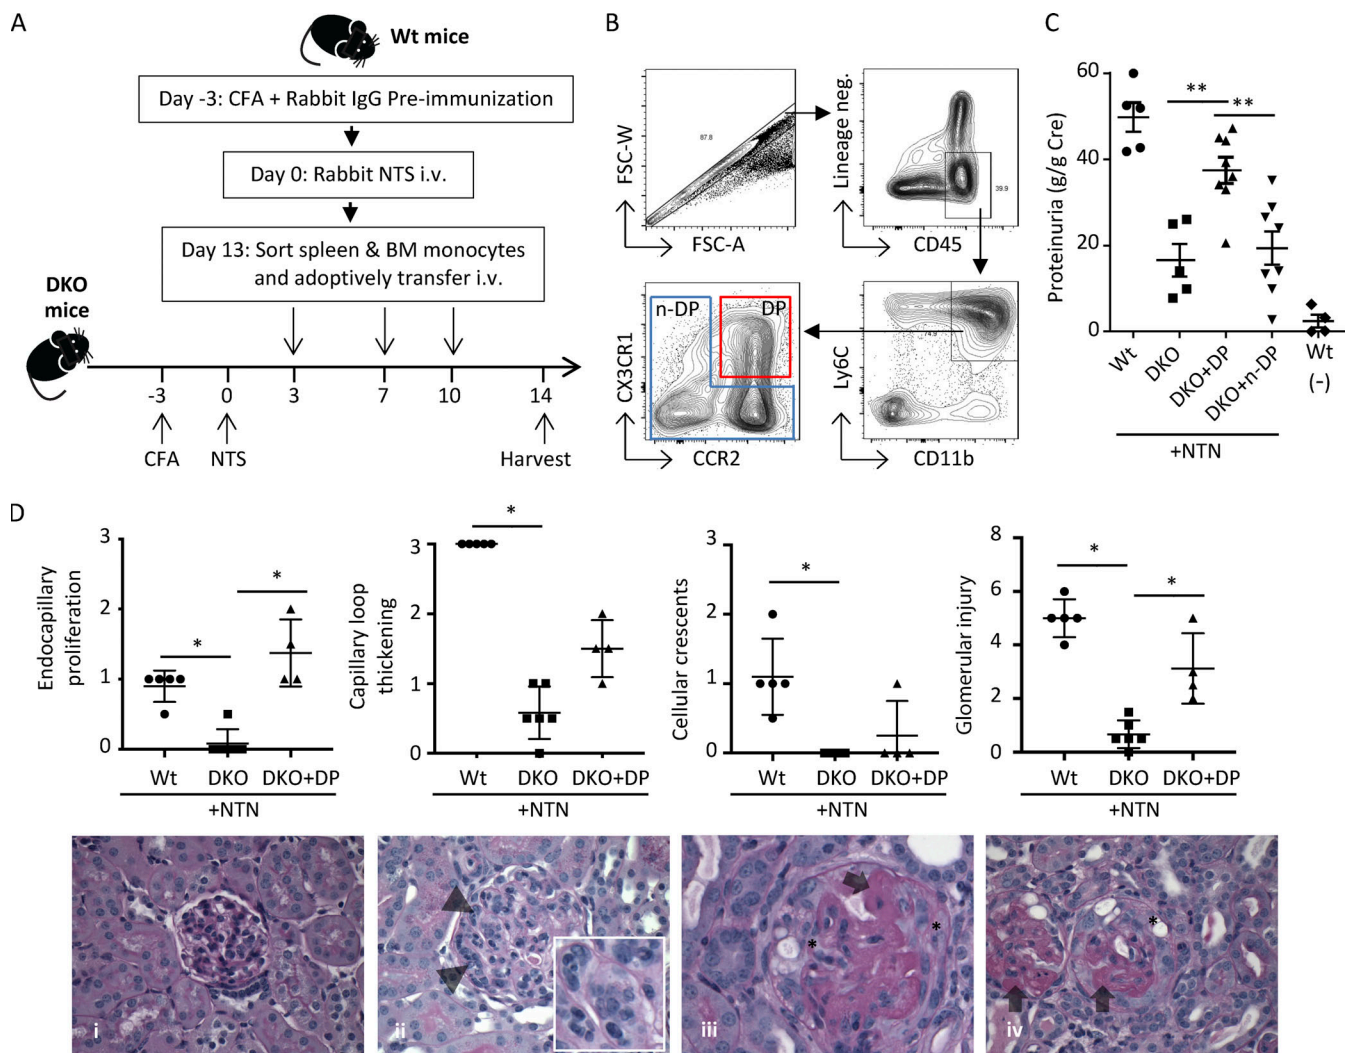 A
Wt mice
Day -3: CFA + Rabbit IgG Pre-immunization
Day 0: Rabbit NTS i.v.
Day 13: Sort spleen & BM monocytes
and adoptively transfer i.v.
DKO
mice
-3 0 3 7 10 14
CFA NTS Harvest
B
FSC-W
87.8
FSC-A
Lineage neg.
39.9
CD45
CX3CR1
n-DP DP
CCR2
Ly6C
74.9
CD11b
C
Proteinuria (g/g Cre)
60
40
20
0
** **
Wt DKO DKO+DP DKO+n-DP Wt
(-)
+NTN
D
Endocapillary
proliferation
3
2
1
0
* *
Wt DKO DKO+DP
+NTN
Capillary loop
thickening
3
2
1
0
*
Wt DKO DKO+DP
+NTN
Cellular crescents
3
2
1
0
*
Wt DKO DKO+DP
+NTN
Glomerular injury
8
6
4
2
0
* *
Wt DKO DKO+DP
+NTN
i
ii
* *
iii
*
iv